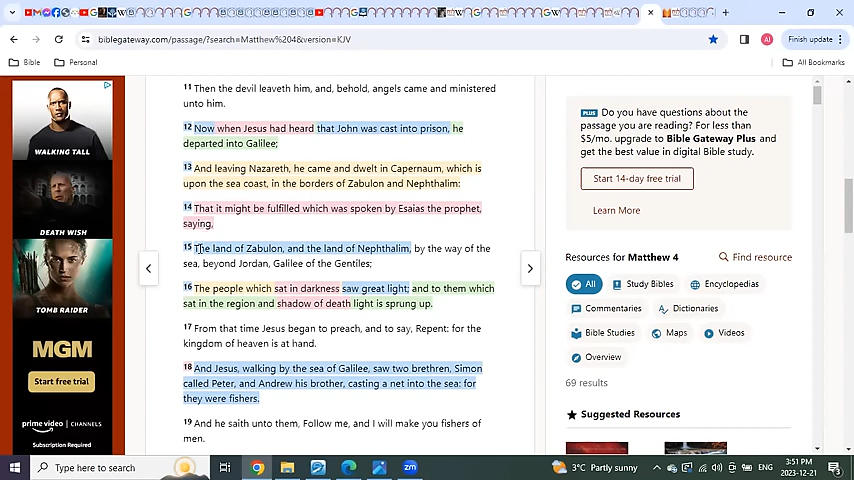 biblegateway.com/passage/?search=Matthew%204&version=KJV
Finish update
Bible
Personal
All Bookmarks
WALKING TALL
DEATH WISH
TOMB RAIDER
MGM
Start free trial
prime video | CHANNELS
Subscription Required
11 Then the devil leaveth him, and, behold, angels came and ministered
unto him.
12 Now when Jesus had heard that John was cast into prison, he
departed into Galilee;
13 And leaving Nazareth, he came and dwelt in Capernaum, which is
upon the sea coast, in the borders of Zabulon and Nephthalim:
14 That it might be fulfilled which was spoken by Esaias the prophet,
saying,
15 The land of Zabulon, and the land of Nephthalim, by the way of the
sea, beyond Jordan, Galilee of the Gentiles;
16 The people which sat in darkness saw great light; and to them which
sat in the region and shadow of death light is sprung up.
17 From that time Jesus began to preach, and to say, Repent: for the
kingdom of heaven is at hand.
18 And Jesus, walking by the sea of Galilee, saw two brethren, Simon
called Peter, and Andrew his brother, casting a net into the sea: for
they were fishers.
19 And he saith unto them, Follow me, and I will make you fishers of
men.
PLUS Do you have questions about the
passage you are reading? For less than
$5/mo. upgrade to Bible Gateway Plus and
get the best value in digital Bible study.
Start 14-day free trial
Learn More
Resources for Matthew 4
Find resource
All
Study Bibles
Encyclopedias
Commentaries
Dictionaries
Bible Studies
Maps
Videos
Overview
69 results
Suggested Resources
Type here to search
zm
3°C Partly sunny
ENG
3:51 PM
2023-12-21